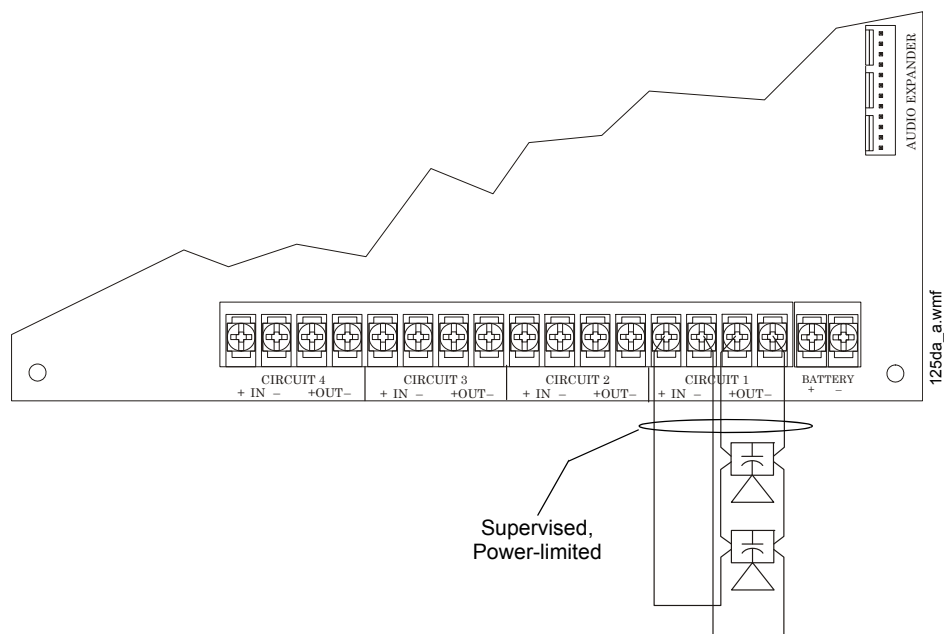 AUDIO EXPANDER
125da_a.wmf
CIRCUIT 4 CIRCUIT 3 CIRCUIT 2 CIRCUIT 1 BATTERY
+ IN – +OUT– + IN – +OUT– + IN – +OUT– + IN – +OUT– + –
Supervised,
Power-limited